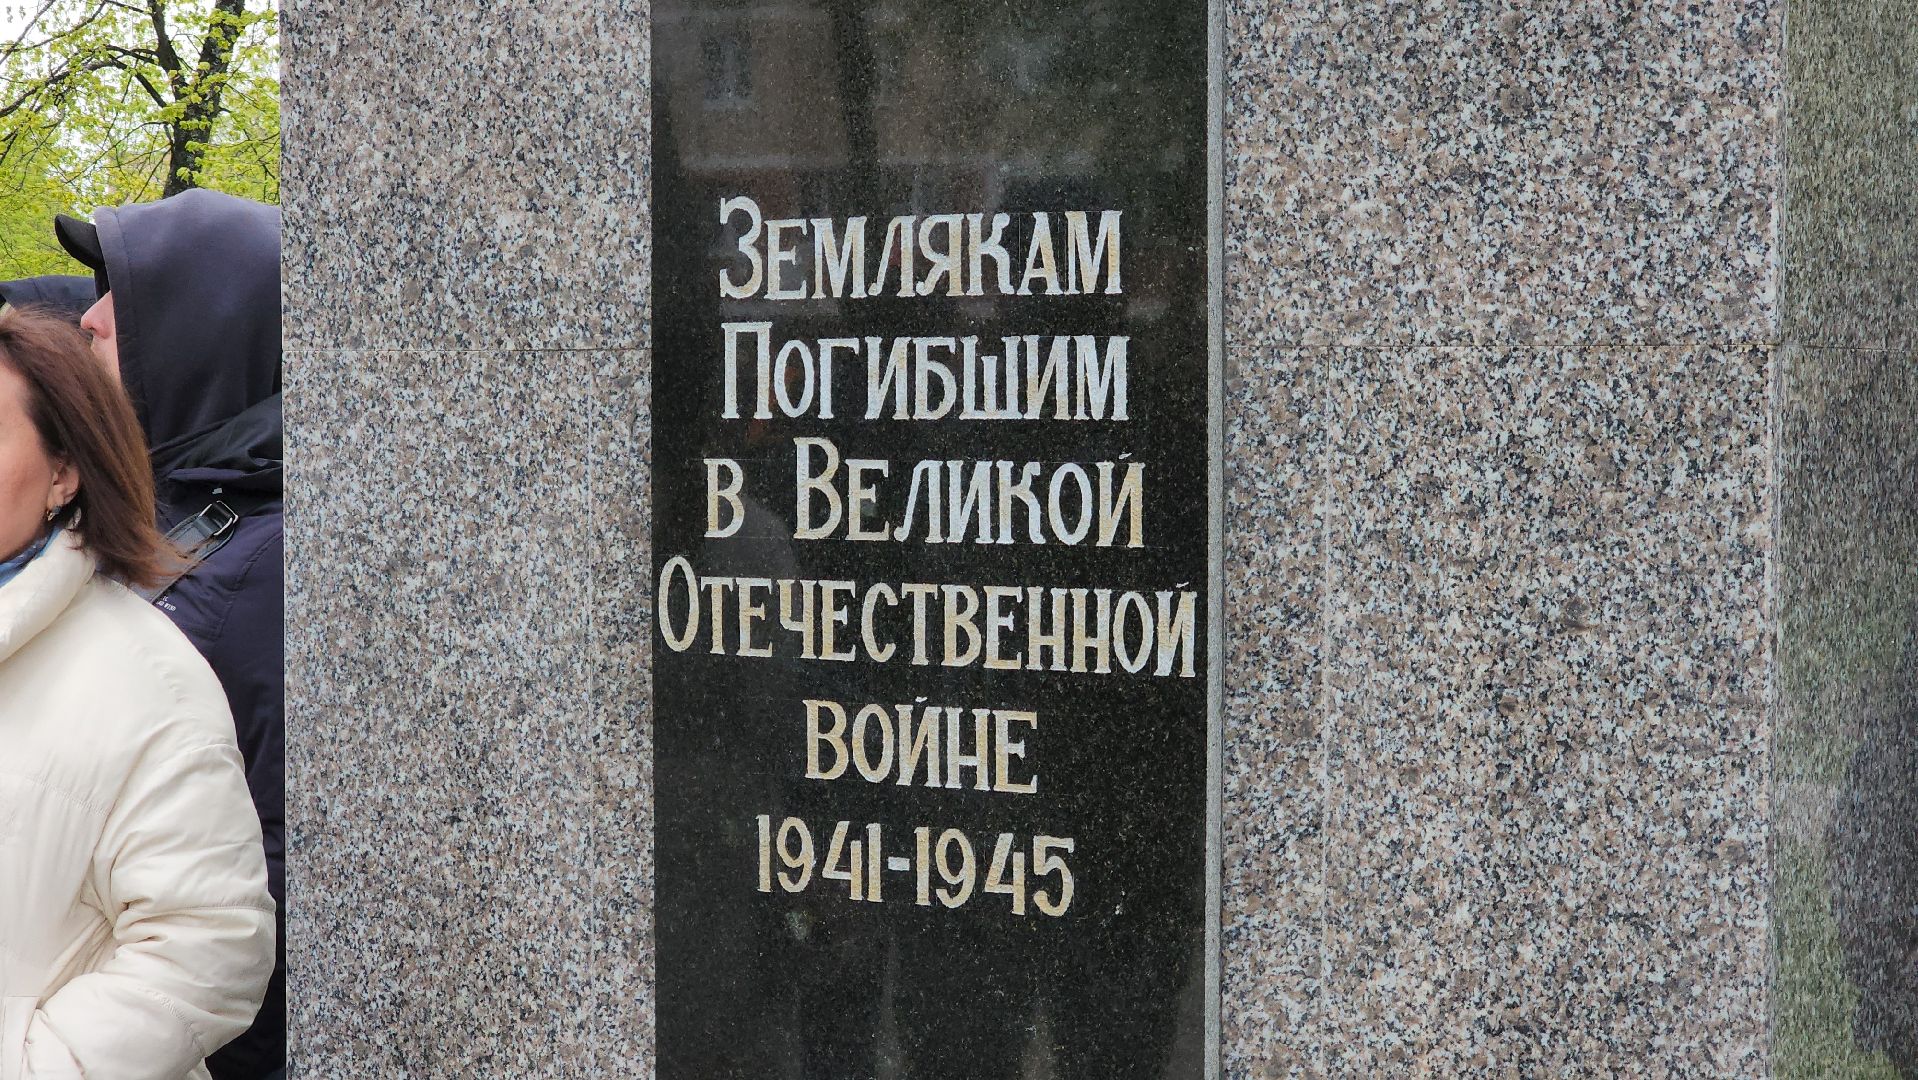 Землякам
Погибшим
в Великой
Отечественной
войне
1941-1945